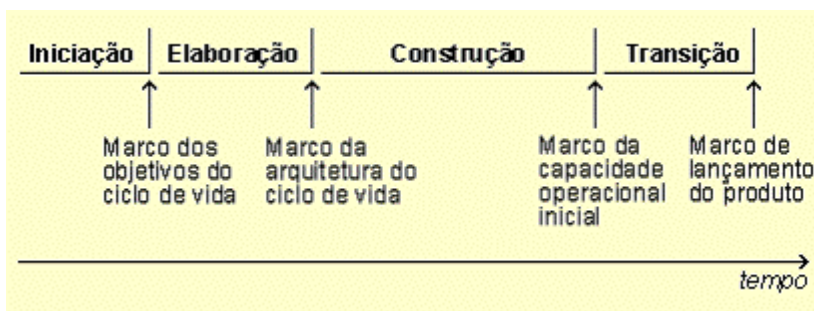 Iniciação Elaboração Construção Transição
Marco dos
objetivos do
ciclo de vida
Marco da
arquitetura do
ciclo de vida
Marco da
capacidade
operacional
inicial
Marco de
lançamento
do produto
tempo